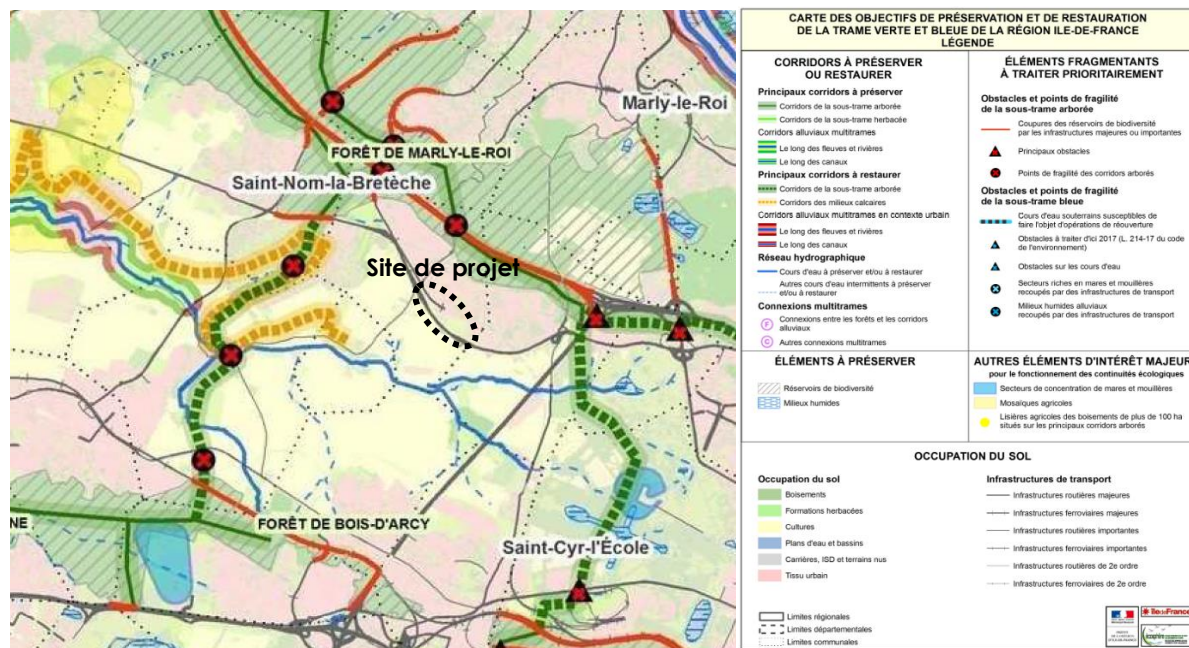 Marly-le-Roi
FORÊT DE MARLY-LE-ROI
Saint-Nom-la-Bretèche
Site de projet
NE
FORÊT DE BOIS-D'ARCY
Saint-Cyr-l'École
CARTE DES OBJECTIFS DE PRÉSERVATION ET DE RESTAURATION
DE LA TRAME VERTE ET BLEUE DE LA RÉGION ILE-DE-FRANCE
LÉGENDE
CORRIDORS À PRÉSERVER
OU RESTAURER
Principaux corridors à préserver
Corridors de la sous-trame arborée
Corridors de la sous-trame herbacée
Corridors alluviaux multitrames
Le long des fleuves et rivières
Le long des canaux
Principaux corridors à restaurer
Corridors de la sous-trame arborée
Corridors des milieux calcaires
Corridors alluviaux multitrames en contexte urbain
Le long des fleuves et rivières
Le long des canaux
Réseau hydrographique
Cours d'eau à préserver et/ou à restaurer
Autres cours d'eau intermittents à préserver
et/ou à restaurer
Connexions multitrames
Connexions entre les forêts et les corridors
alluviaux
Autres connexions multitrames
ÉLÉMENTS FRAGMENTANTS
À TRAITER PRIORITAIREMENT
Obstacles et points de fragilité
de la sous-trame arborée
Coupures des réservoirs de biodiversité
par les infrastructures majeures ou importantes
Principaux obstacles
Points de fragilité des corridors arborés
Obstacles et points de fragilité
de la sous-trame bleue
Cours d'eau souterrains susceptibles de
faire l'objet d'opérations de réouverture
Obstacles à traiter d'ici 2017 (L. 214-17 du code
de l'environnement)
Obstacles sur les cours d'eau
Secteurs riches en mares et mouillères
recoupés par des infrastructures de transport
Milieux humides alluviaux
recoupés par des infrastructures de transport
ÉLÉMENTS À PRÉSERVER
Réservoirs de biodiversité
Milieux humides
AUTRES ÉLÉMENTS D'INTÉRÊT MAJEUR
pour le fonctionnement des continuités écologiques
Secteurs de concentration de mares et mouillères
Mosaïques agricoles
Lisières agricoles des boisements de plus de 100 ha
situés sur les principaux corridors arborés
OCCUPATION DU SOL
Occupation du sol
Boisements
Formations herbacées
Cultures
Plans d'eau et bassins
Carrières, ISD et terrains nus
Tissu urbain
Infrastructures de transport
Infrastructures routières majeures
Infrastructures ferroviaires majeures
Infrastructures routières importantes
Infrastructures ferroviaires importantes
Infrastructures routières de 2e ordre
Infrastructures ferroviaires de 2e ordre
Limites régionales
Limites départementales
Limites communales
île de France